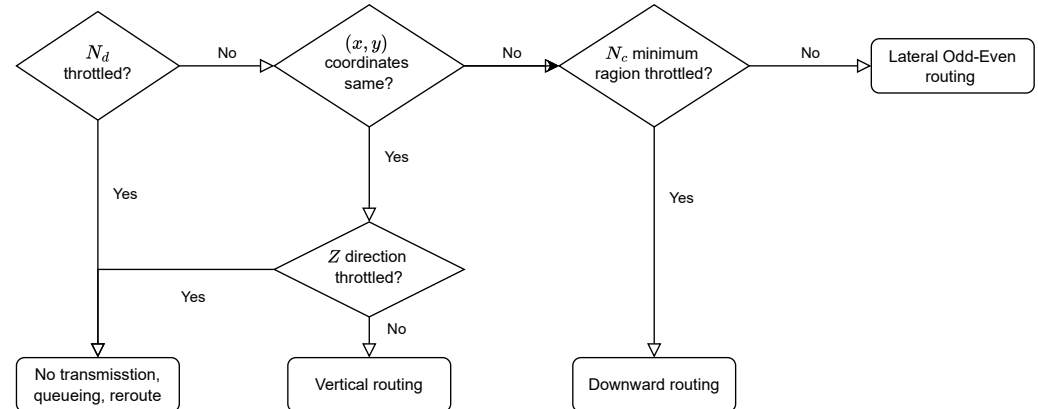 N_d
throttled?
No
(x, y)
coordinates
same?
No
N_c minimum
ragion throttled?
No
Lateral Odd-Even
routing
Yes
Yes
Yes
Z direction
throttled?
Yes
No
No transmisstion,
queueing, reroute
Vertical routing
Downward routing